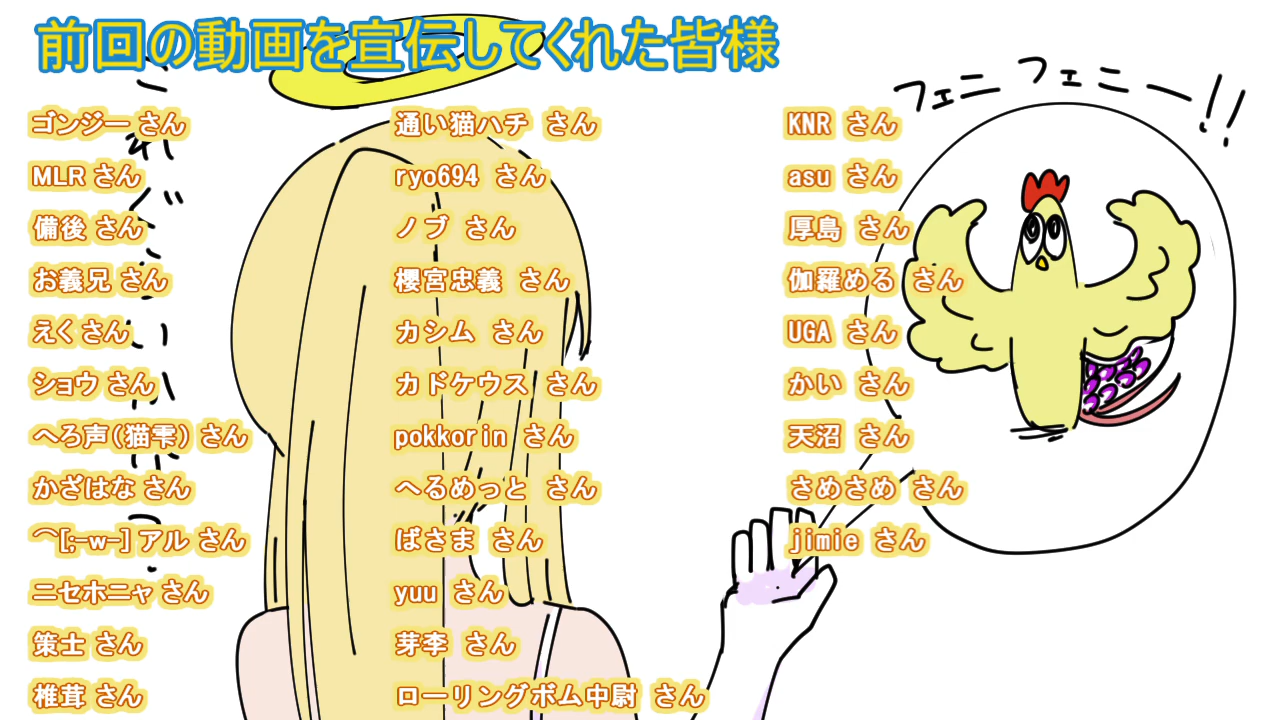 前回の動画を宣伝してくれた皆様
ゴンジー さん
MLR さん
備後 さん
お義兄 さん
えく さん
ショウ さん
へろ声(猫雫) さん
かざはな さん
⌒[;-w-] アル さん
ニセホニャ さん
策士 さん
椎茸 さん
通い猫ハチ さん
ryo694 さん
ノブ さん
櫻宮忠義 さん
カシム さん
カドケウス さん
pokkorin さん
へるめっと さん
ばさま さん
yuu さん
芽李 さん
ローリングボム中尉 さん
KNR さん
asu さん
厚島 さん
伽羅める さん
UGA さん
かい さん
天沼 さん
さめさめ さん
jimie さん
フェニフェニー!!